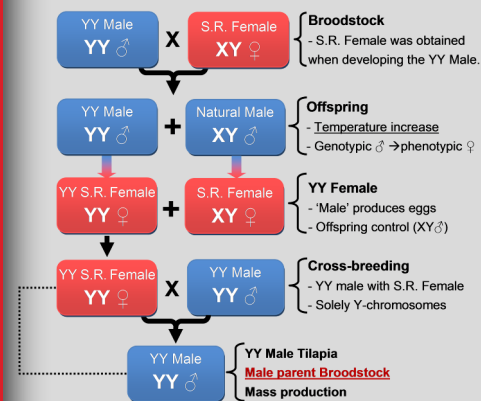 YY Male
YY ♂
X
S.R. Female
XY ♀
Broodstock
- S.R. Female was obtained
when developing the YY Male.
YY Male
YY ♂
+
Natural Male
XY ♂
Offspring
- Temperature increase
- Genotypic ♂ →phenotypic ♀
YY S.R. Female
YY ♀
+
S.R. Female
XY ♀
YY Female
- ‘Male’ produces eggs
- Offspring control (XY♂)
YY S.R. Female
YY ♀
X
YY Male
YY ♂
Cross-breeding
- YY male with S.R. Female
- Solely Y-chromosomes
YY Male
YY ♂
YY Male Tilapia
Male parent Broodstock
Mass production